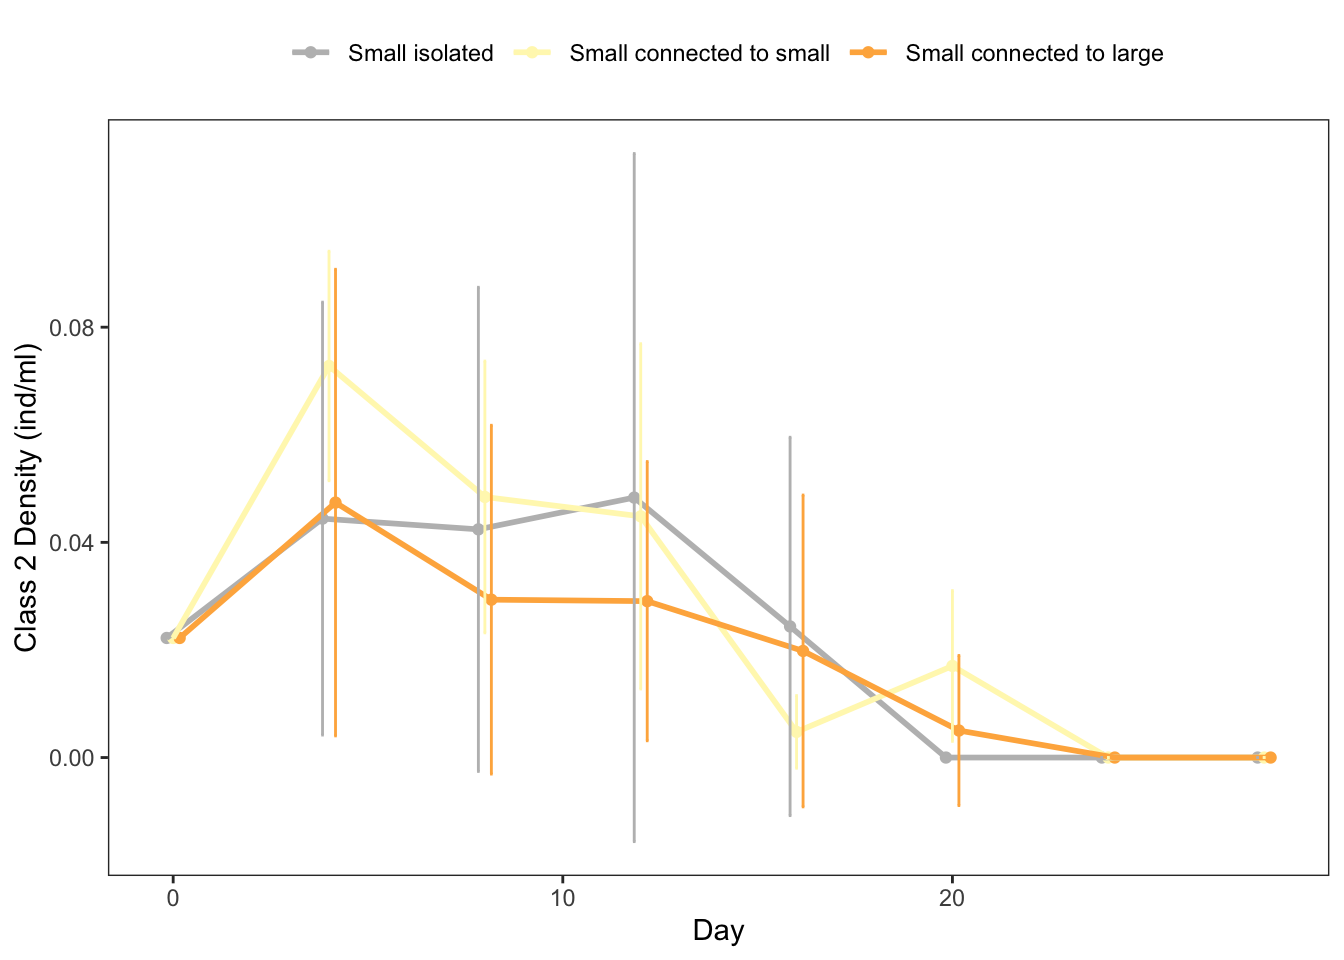 Small isolated Small connected to small Small connected to large
Class 2 Density (ind/ml)
0.08
0.04
0.00
0 10 20
Day